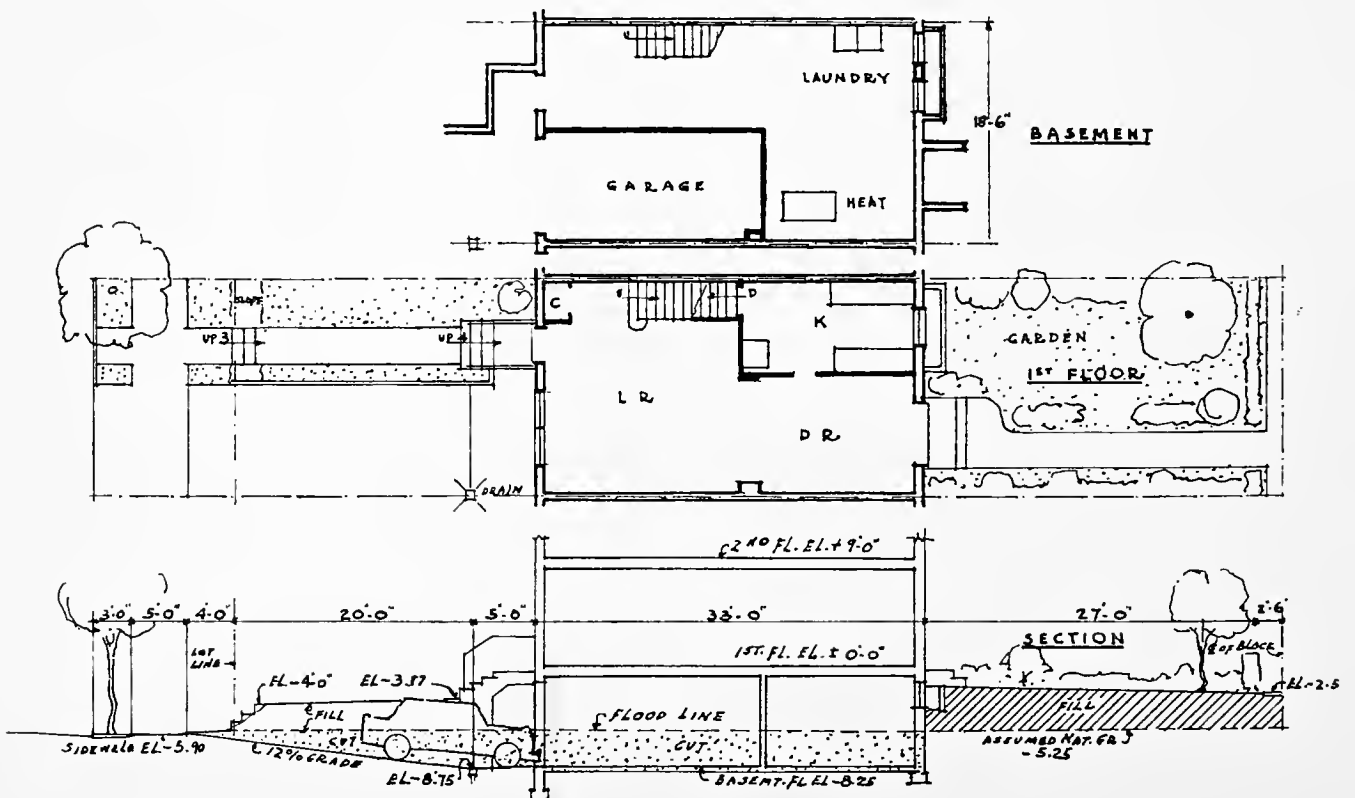 LAUNDRY
18'-6"
BASEMENT
GARAGE
HEAT
C
D
K
SLOPE
UP 3
UP 4
GARDEN
1ST FLOOR
L R
D R
DRAIN
2ND FL. EL. + 9'-0"
3'-0" 5'-0" 4'-0" 20'-0" 5'-0" 33'-0" 27'-0" 2'-6"
LOT
LINE
1ST. FL. EL. ± 0'-0"
SECTION
OF BLOCK
EL-4'-0"
EL-3.37
EL-2.5
FILL
FLOOD LINE
FILL
CUT
CUT
SIDEWALK EL-5.90
12% GRADE
ASSUMED NAT. GR
-5.25
EL-8.75
BASEMT. FL EL-8.25